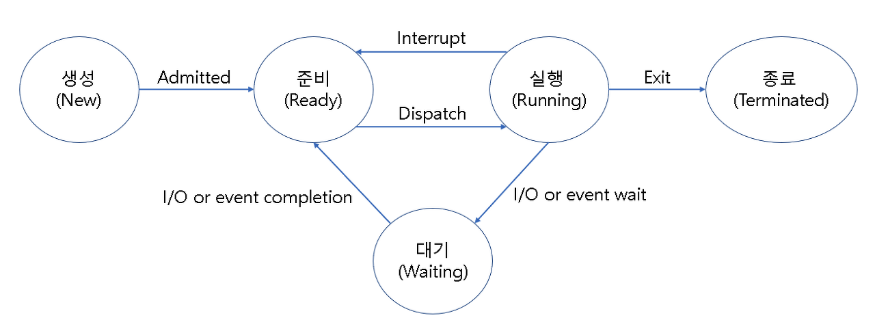 Interrupt
생성
(New)
Admitted
준비
(Ready)
실행
(Running)
Exit
종료
(Terminated)
Dispatch
I/O or event completion
I/O or event wait
대기
(Waiting)